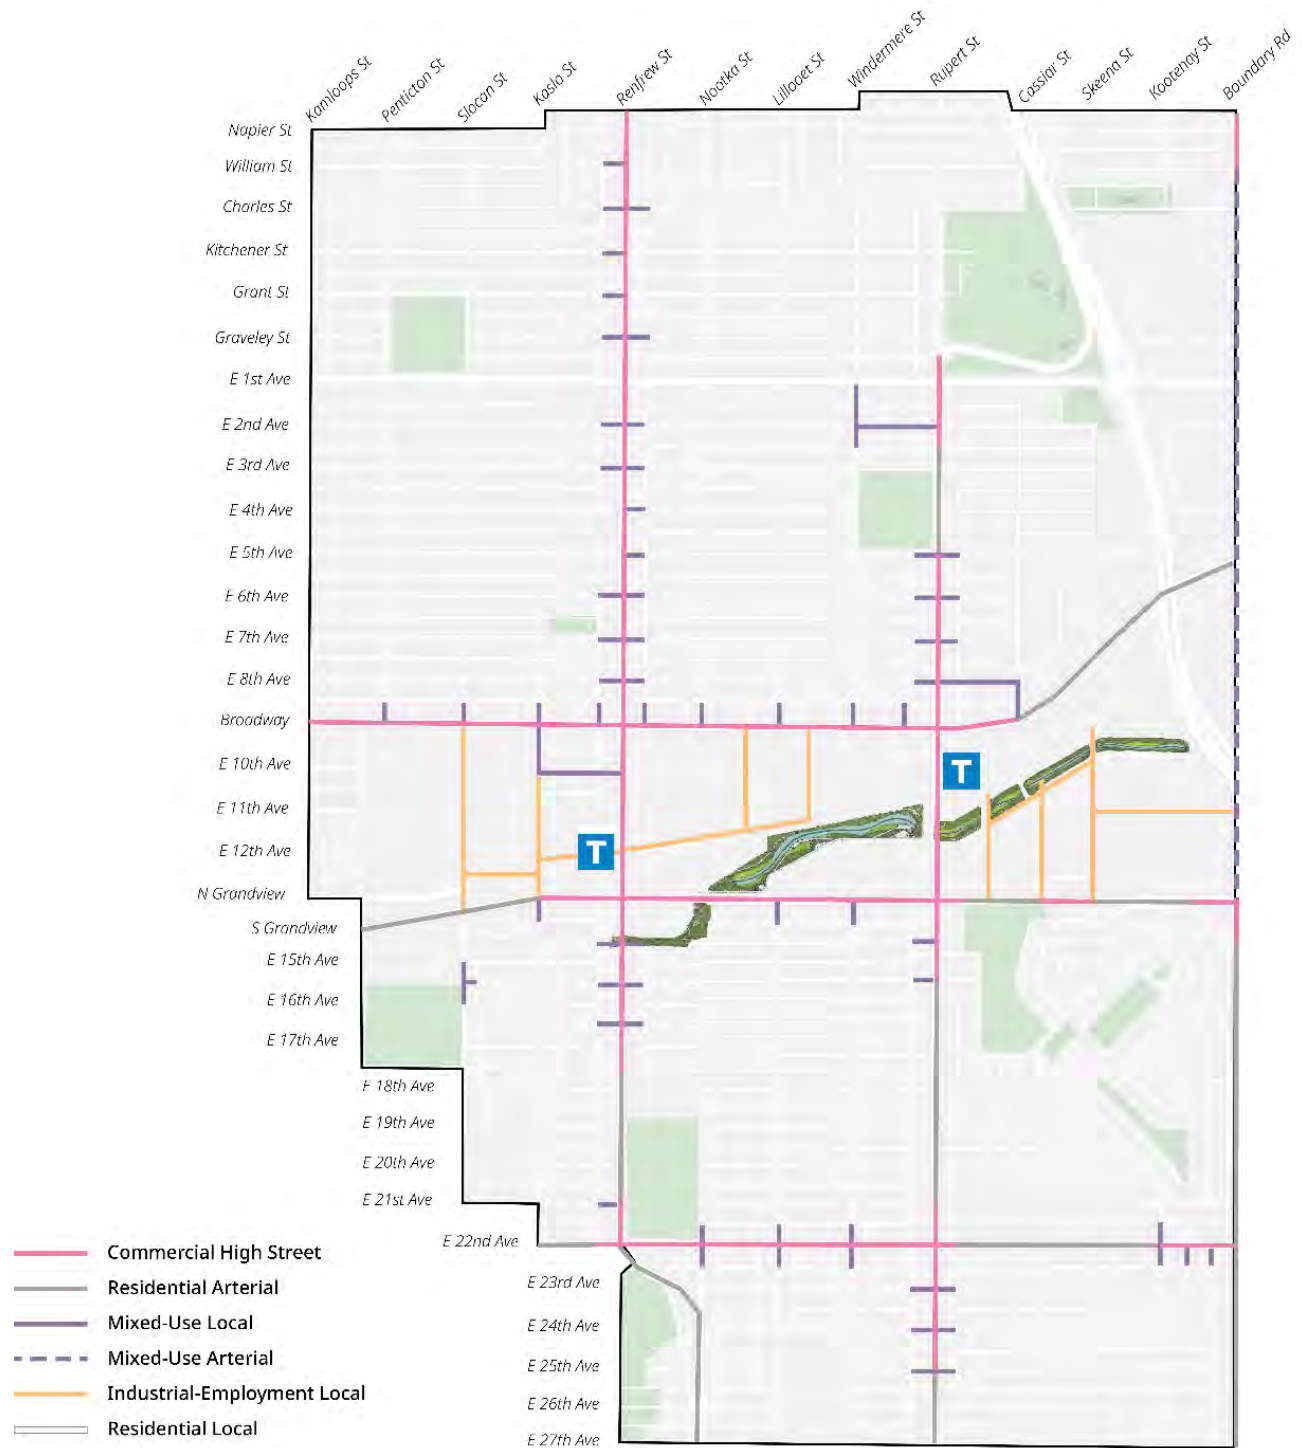 Kamloops St
Penticton St
Slocan St
Kaslo St
Renfrew St
Nootka St
Lillooet St
Windermere St
Rupert St
Cassiar St
Skeena St
Kootenay St
Boundary Rd
Napier St
William St
Charles St
Kitchener St
Grant St
Graveley St
E 1st Ave
E 2nd Ave
E 3rd Ave
E 4th Ave
E 5th Ave
E 6th Ave
E 7th Ave
E 8th Ave
Broadway
E 10th Ave
T
E 11th Ave
E 12th Ave
T
N Grandview
S Grandview
E 15th Ave
E 16th Ave
E 17th Ave
E 18th Ave
E 19th Ave
E 20th Ave
E 21st Ave
E 22nd Ave
E 23rd Ave
E 24th Ave
E 25th Ave
E 26th Ave
E 27th Ave
Commercial High Street
Residential Arterial
Mixed-Use Local
Mixed-Use Arterial
Industrial-Employment Local
Residential Local